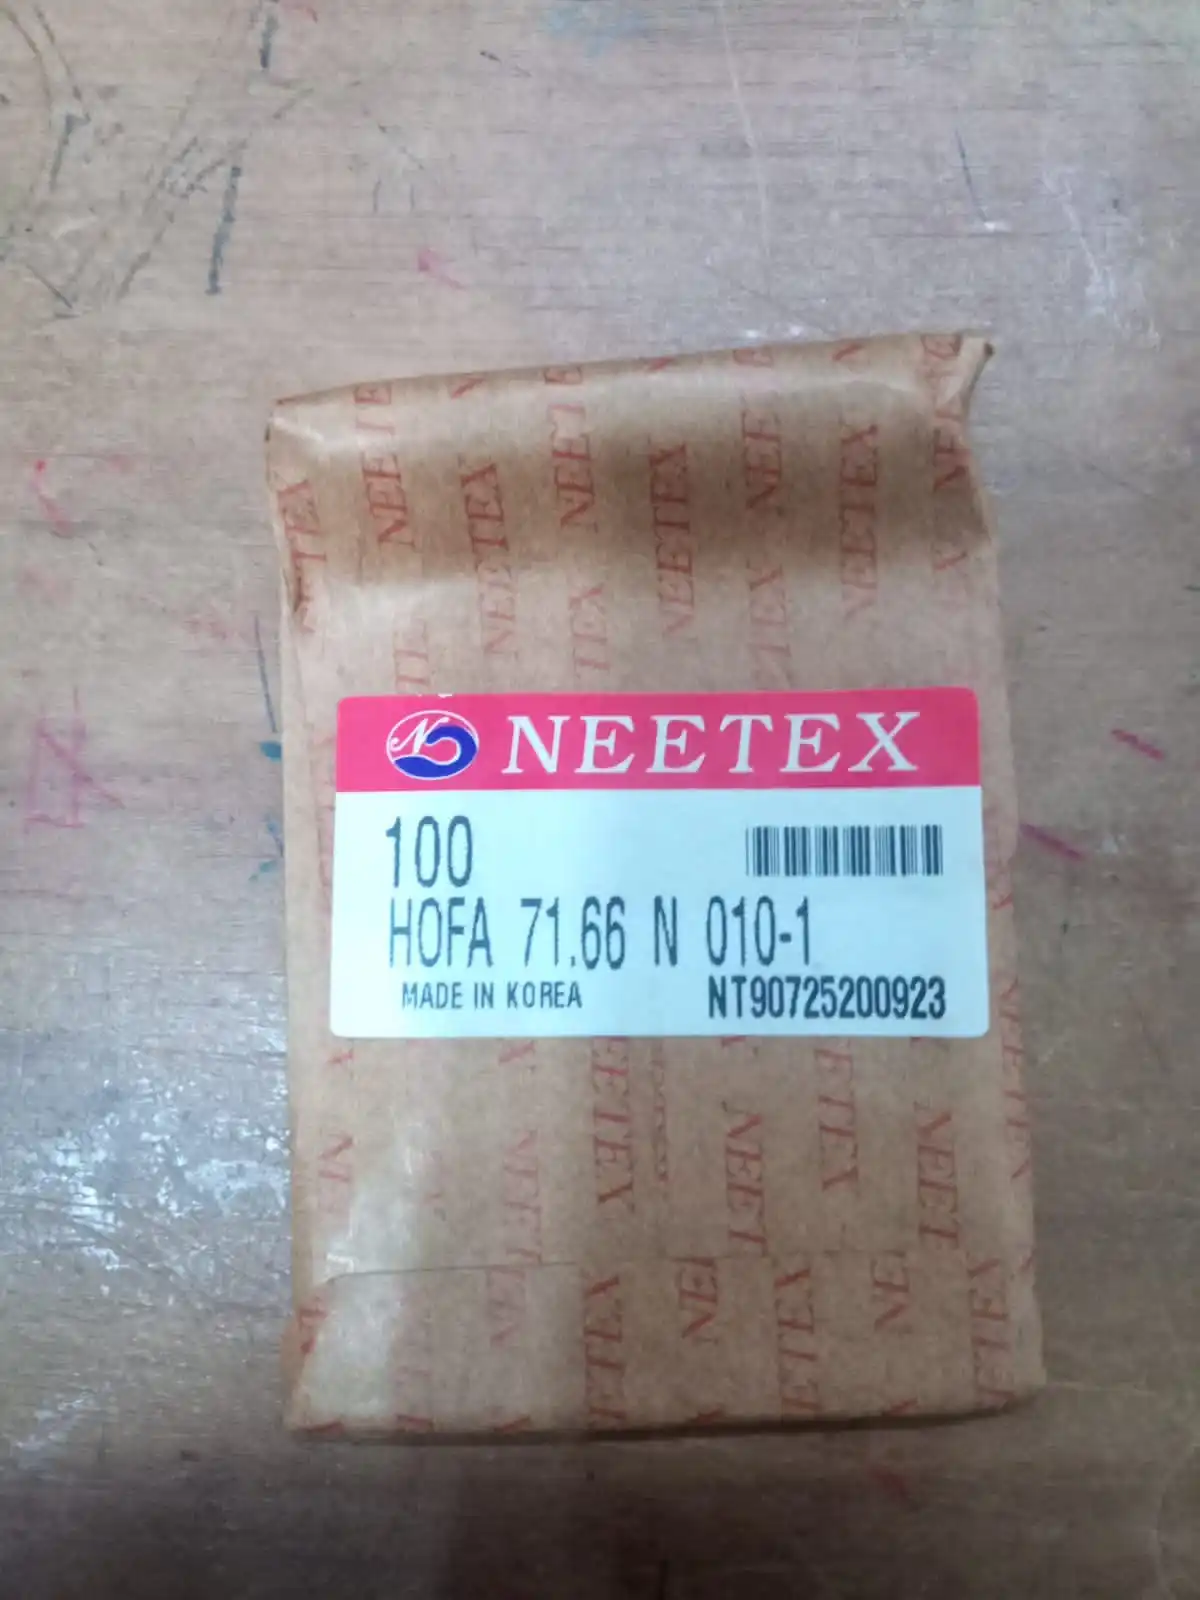 NEETEX
100
HOFA 71.66 N 010-1
MADE IN KOREA
NT90725200923